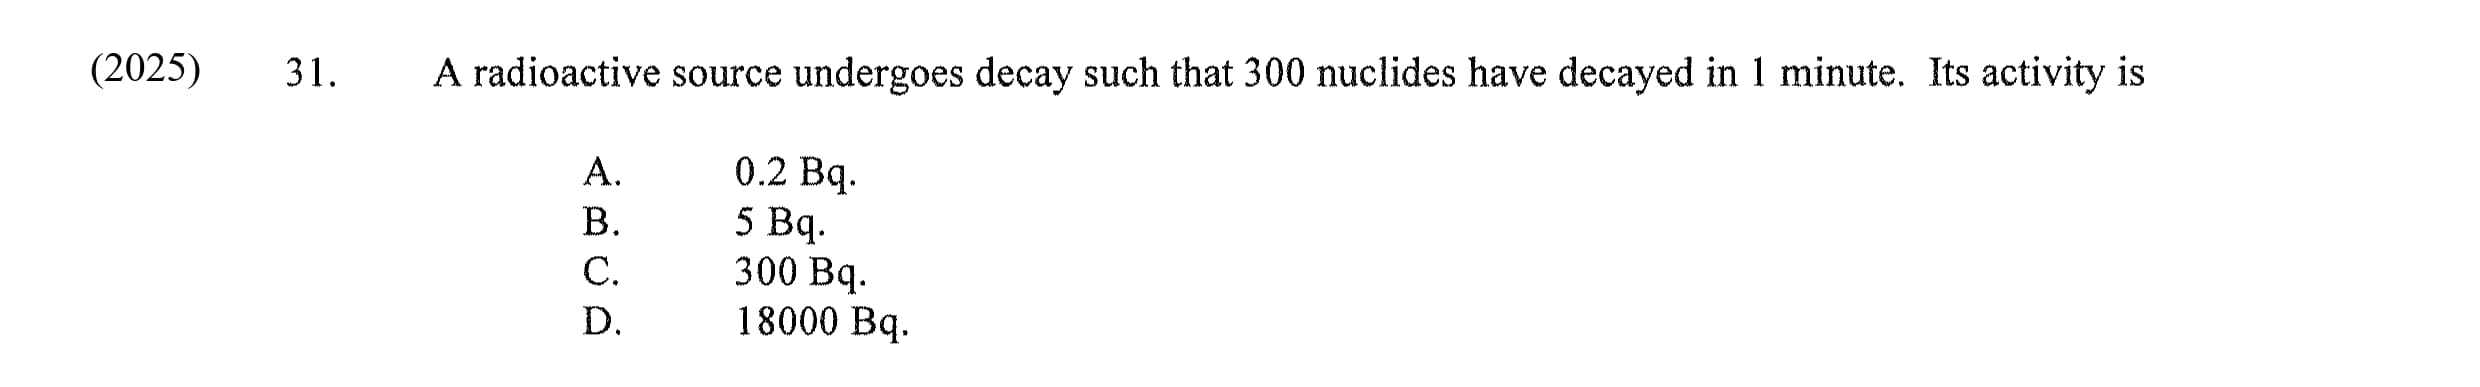 (2025) 31. A radioactive source undergoes decay such that 300 nuclides have decayed in 1 minute. Its activity is
A. 0.2 Bq.
B. 5 Bq.
C. 300 Bq.
D. 18000 Bq.